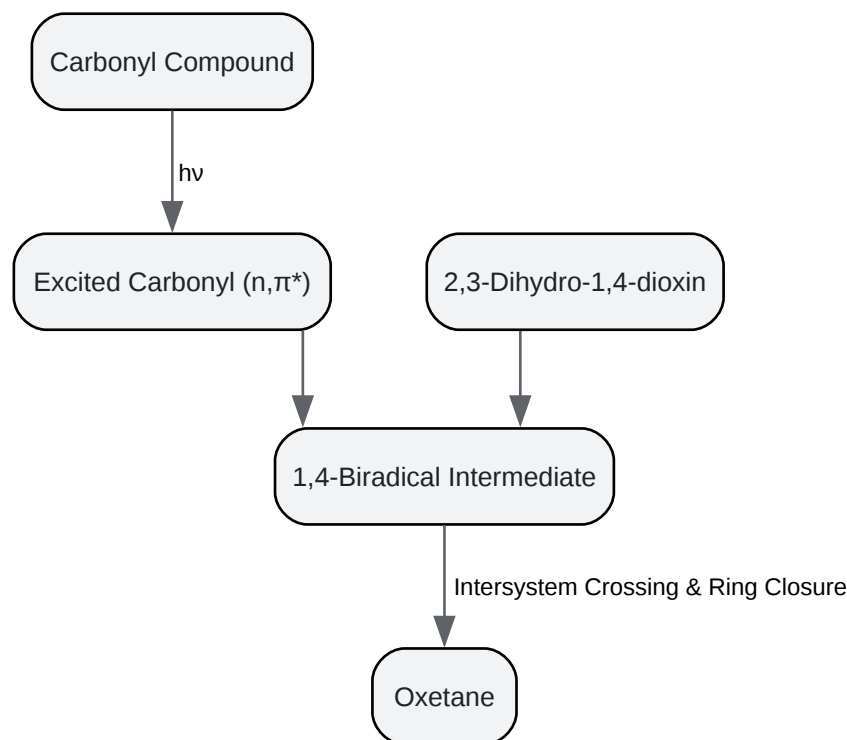 Carbonyl Compound
hν
Excited Carbonyl (n,π*)
2,3-Dihydro-1,4-dioxin
1,4-Biradical Intermediate
Intersystem Crossing & Ring Closure
Oxetane